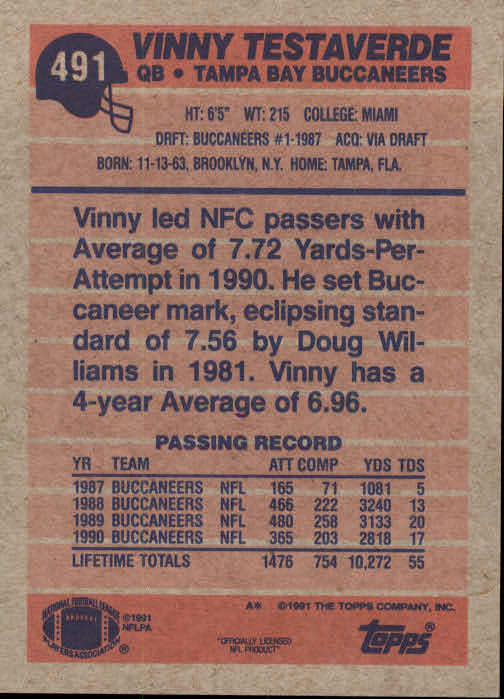 491
VINNY TESTAVERDE
QB • TAMPA BAY BUCCANEERS
HT: 6'5" WT: 215 COLLEGE: MIAMI
DRFT: BUCCANEERS #1-1987 ACQ: VIA DRAFT
BORN: 11-13-63, BROOKLYN, N.Y. HOME: TAMPA, FLA.
Vinny led NFC passers with
Average of 7.72 Yards-Per-
Attempt in 1990. He set Buc-
caneer mark, eclipsing stan-
dard of 7.56 by Doug Wil-
liams in 1981. Vinny has a
4-year Average of 6.96.
PASSING RECORD
YR TEAM ATT COMP YDS TDS
1987 BUCCANEERS NFL 165 71 1081 5
1988 BUCCANEERS NFL 466 222 3240 13
1989 BUCCANEERS NFL 480 258 3133 20
1990 BUCCANEERS NFL 365 203 2818 17
LIFETIME TOTALS 1476 754 10,272 55
NATIONAL FOOTBALL LEAGUE
PLAYERS ASSOCIATION ®
©1991
NFLPA
A* ©1991 THE TOPPS COMPANY, INC.
"OFFICIALLY LICENSED
NFL PRODUCT"
topps ®